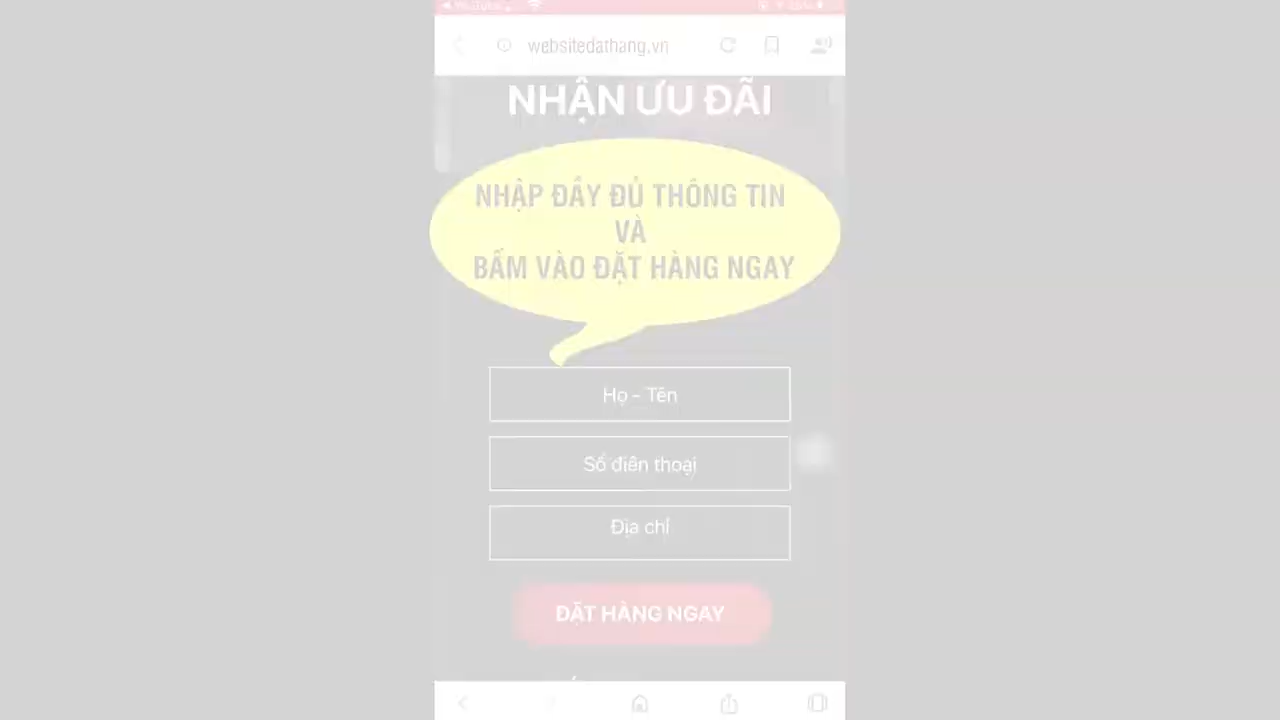 websitedathang.vn
NHẬN ƯU ĐÃI
NHẬP ĐẦY ĐỦ THÔNG TIN
VÀ
BẤM VÀO ĐẶT HÀNG NGAY
Họ - Tên
Số điện thoại
Địa chỉ
ĐẶT HÀNG NGAY